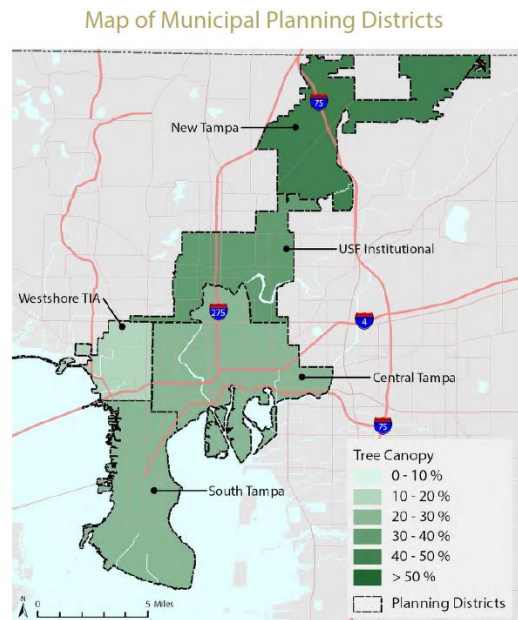 Map of Municipal Planning Districts
75
New Tampa
USF Institutional
Westshore TIA
275
4
Central Tampa
75
South Tampa
Tree Canopy
0 - 10 %
10 - 20 %
20 - 30 %
30 - 40 %
40 - 50 %
> 50 %
Planning Districts
N
0 5 Miles